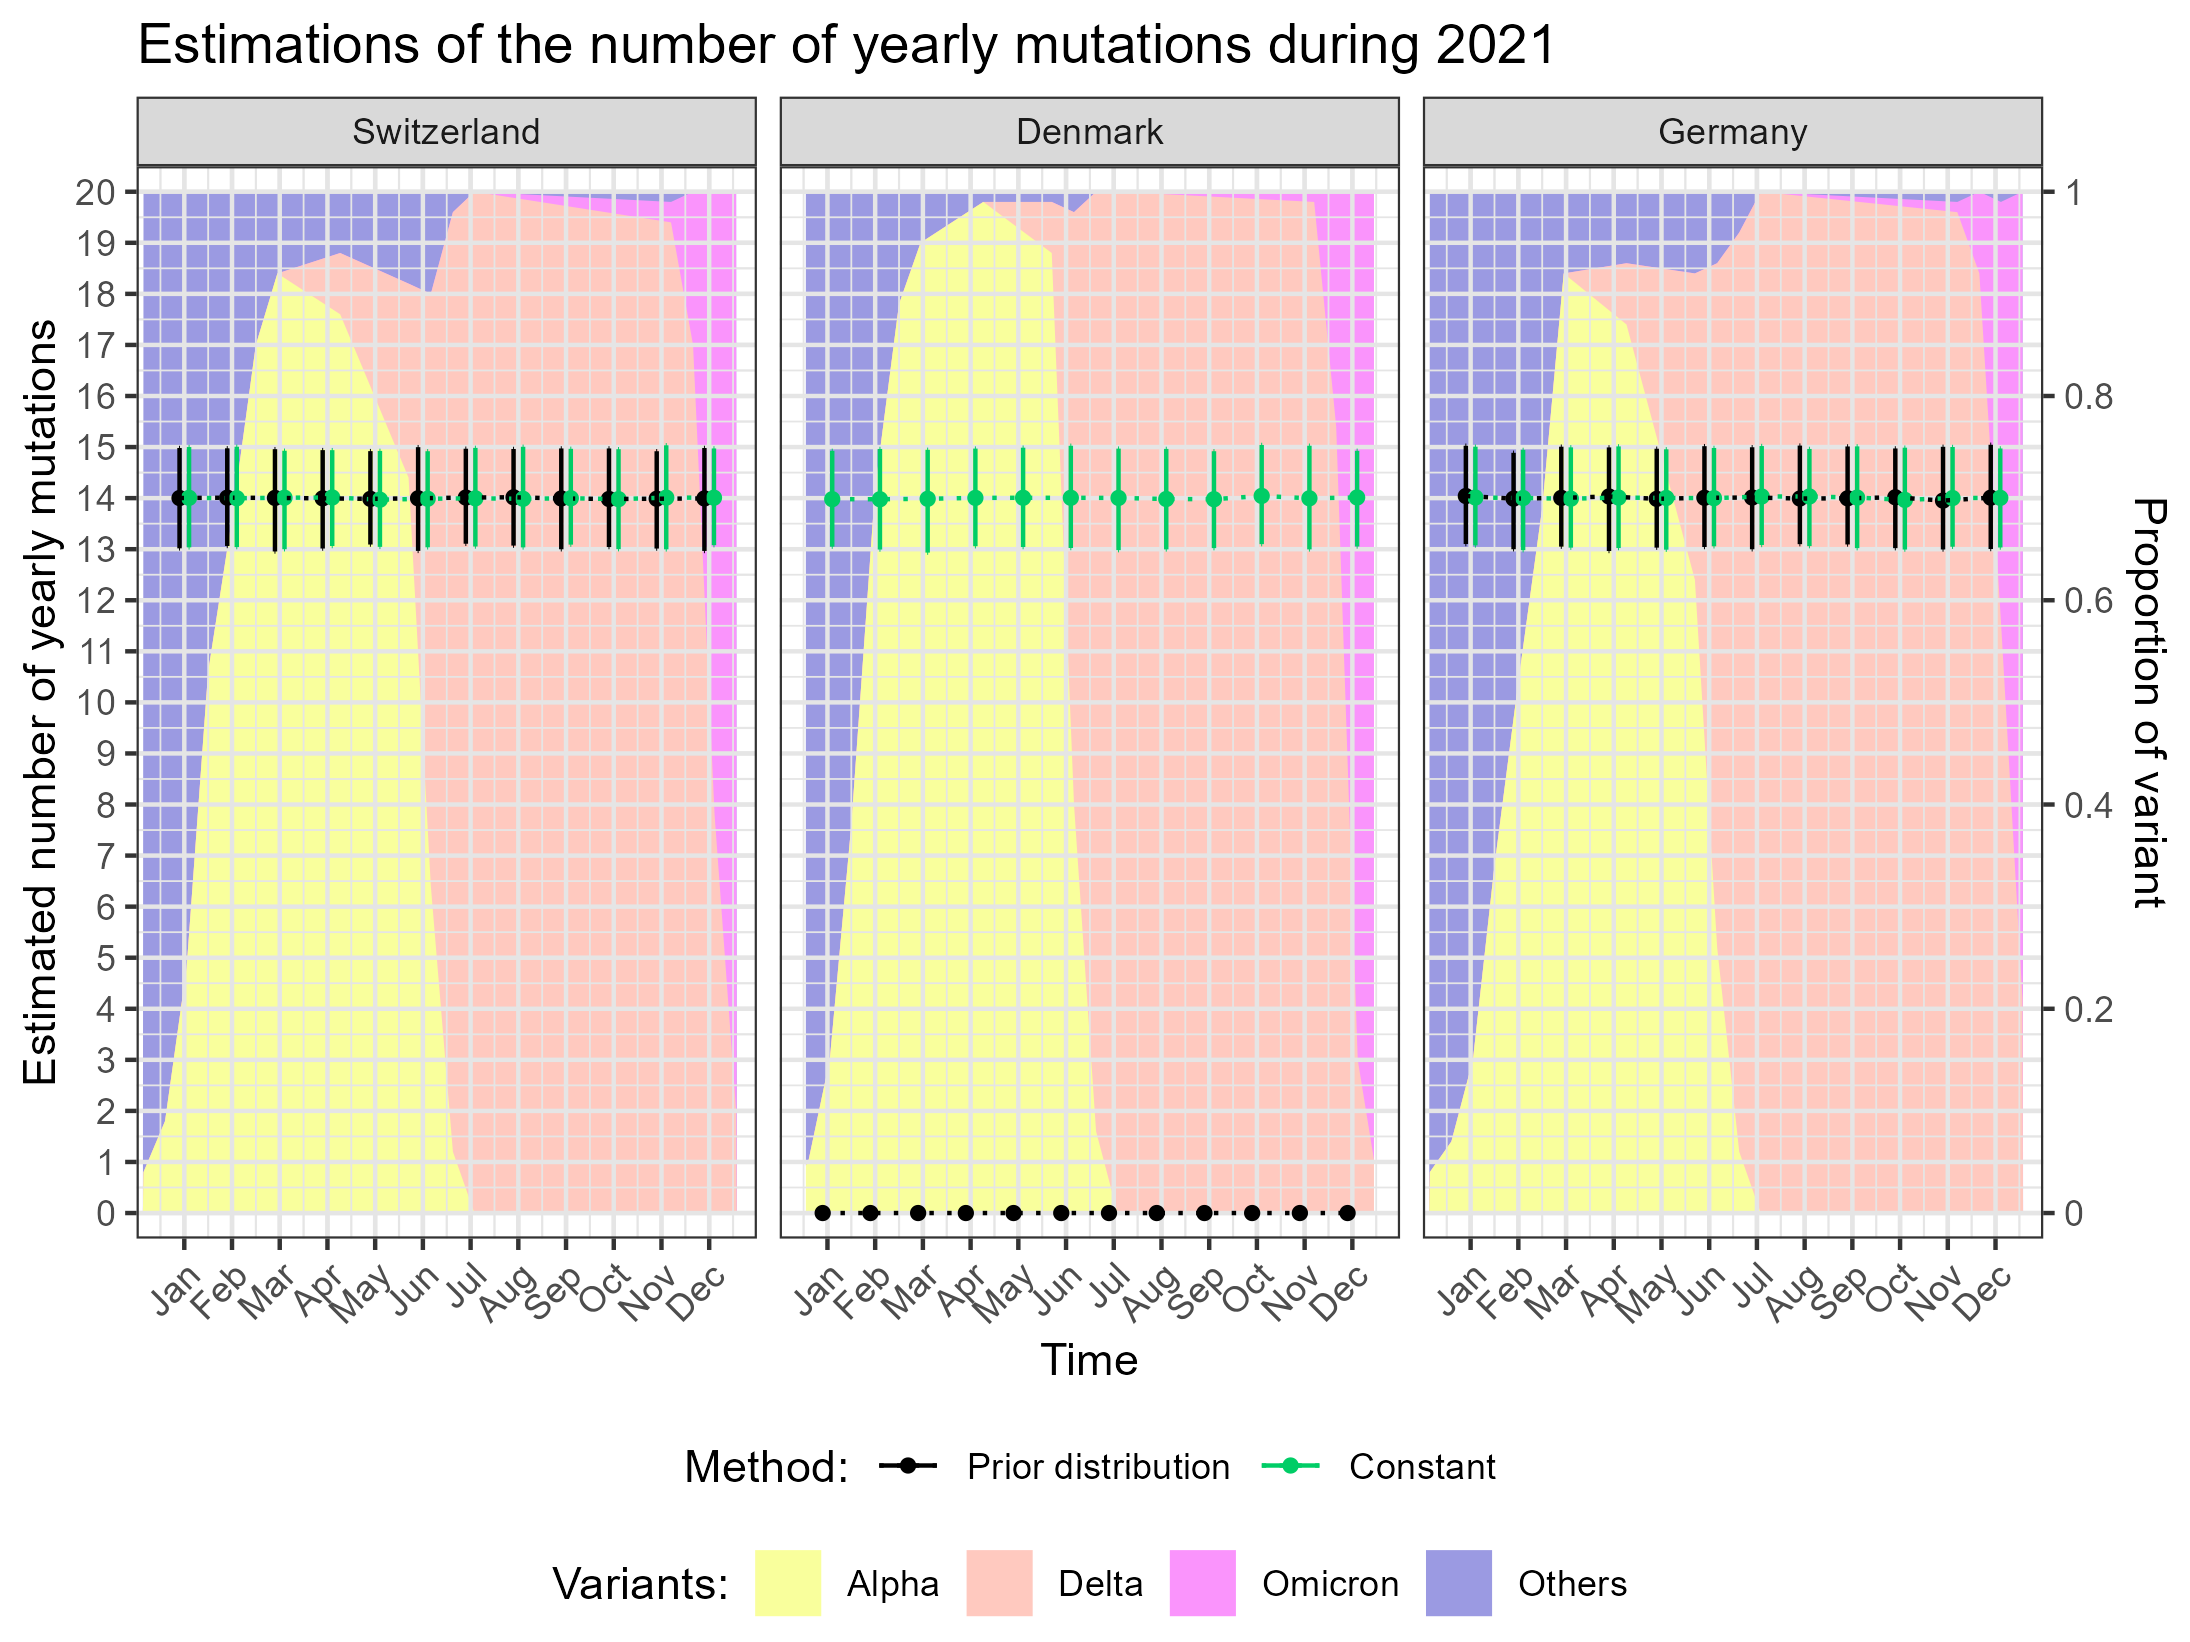 Estimations of the number of yearly mutations during 2021
Switzerland
Denmark
Germany
Estimated number of yearly mutations
20
19
18
17
16
15
14
13
12
11
10
9
8
7
6
5
4
3
2
1
0
1
0.8
0.6
0.4
0.2
0
Proportion of variant
Jan Feb Mar Apr May Jun Jul Aug Sep Oct Nov Dec
Jan Feb Mar Apr May Jun Jul Aug Sep Oct Nov Dec
Jan Feb Mar Apr May Jun Jul Aug Sep Oct Nov Dec
Time
Method: Prior distribution Constant
Variants: Alpha Delta Omicron Others